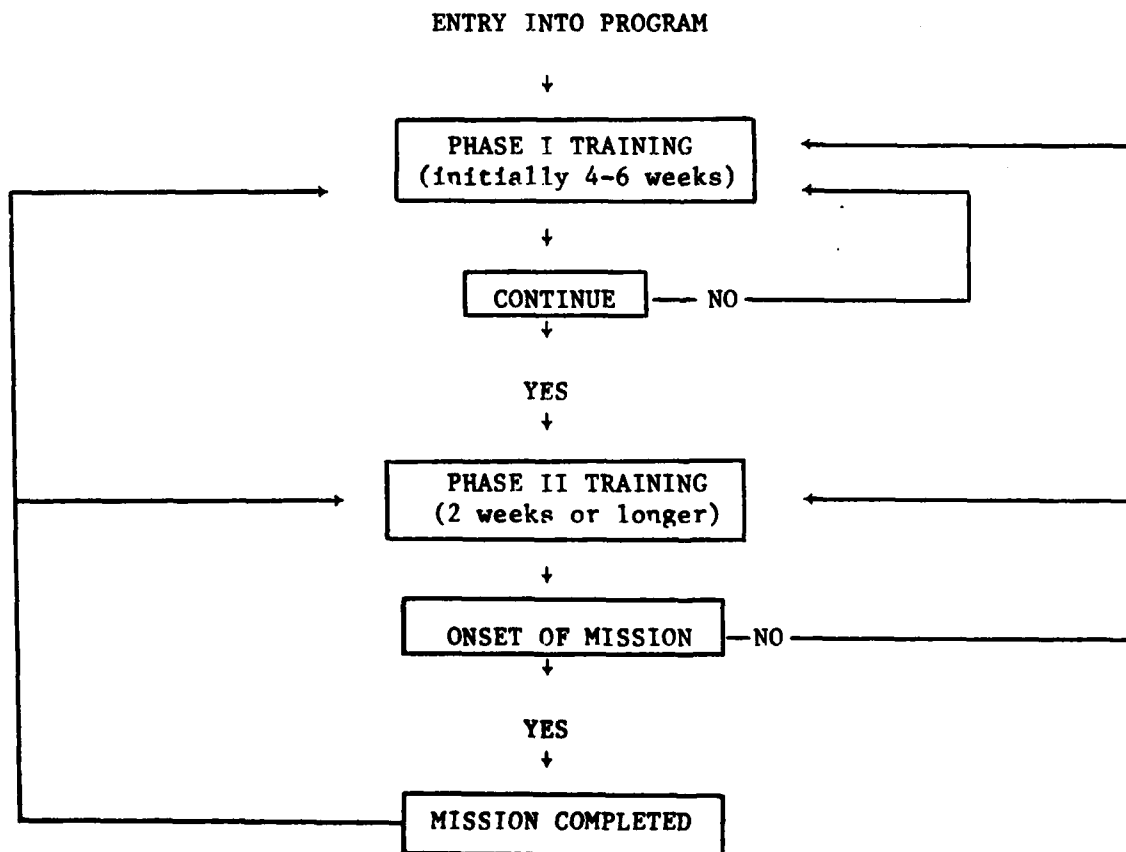 ENTRY INTO PROGRAM
PHASE I TRAINING
(initially 4-6 weeks)
CONTINUE
NO
YES
PHASE II TRAINING
(2 weeks or longer)
ONSET OF MISSION
NO
YES
MISSION COMPLETED